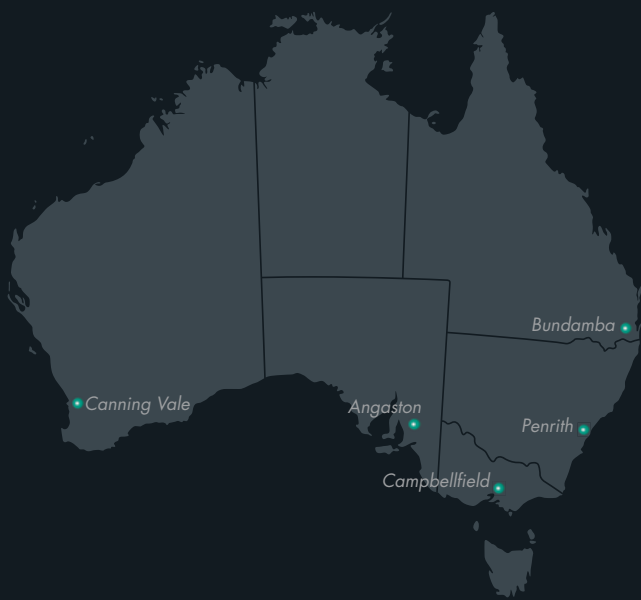 Bundamba
Canning Vale
Angaston
Penrith
Campbellfield